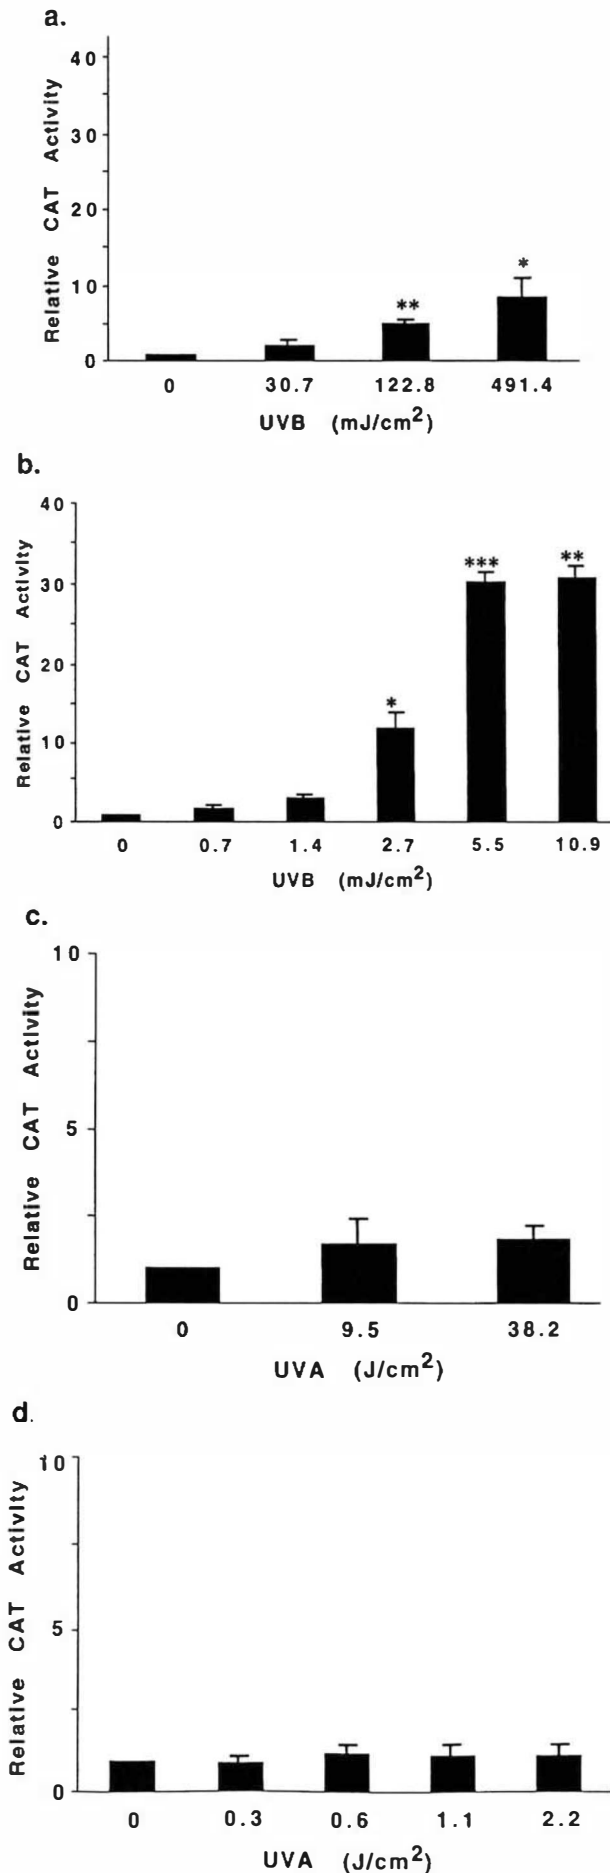 a.
Relative CAT Activity
40
30
20
10
0
**
*
0 30.7 122.8 491.4
UVB (mJ/cm²)
b.
Relative CAT Activity
40
30
20
10
0
*
***
**
0 0.7 1.4 2.7 5.5 10.9
UVB (mJ/cm²)
c.
Relative CAT Activity
10
5
0
0 9.5 38.2
UVA (J/cm²)
d.
Relative CAT Activity
10
5
0
0 0.3 0.6 1.1 2.2
UVA (J/cm²)